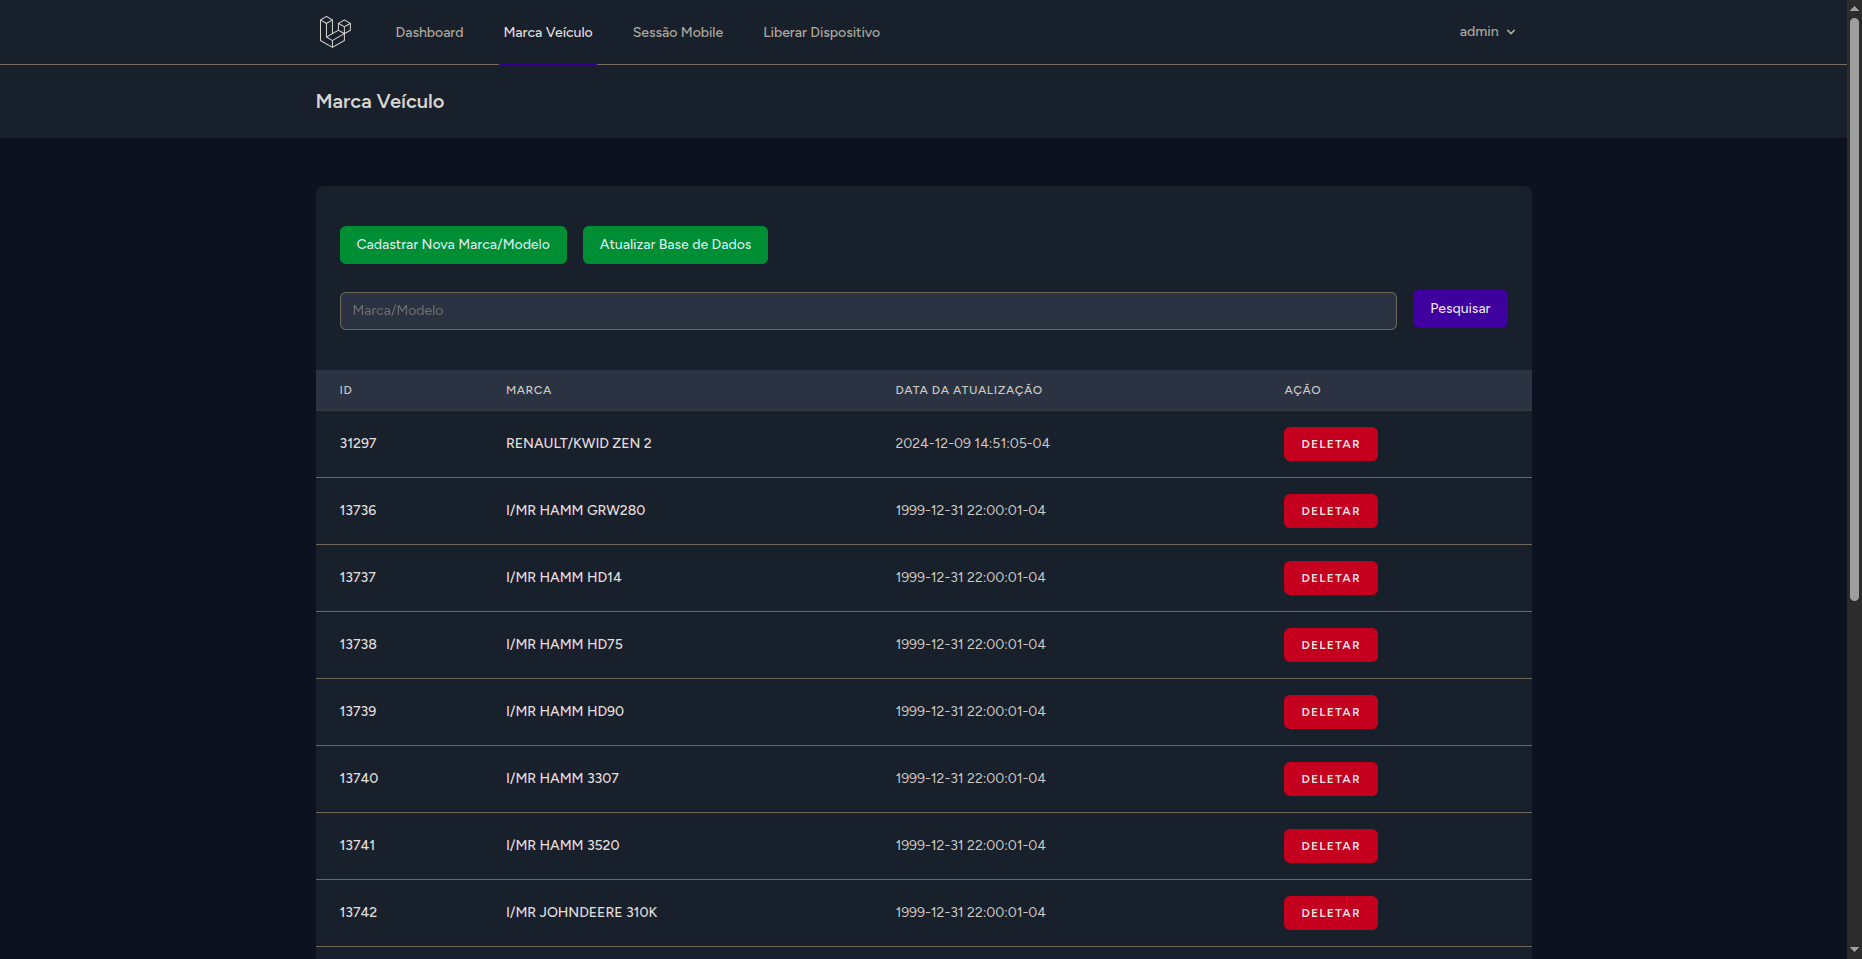 Dashboard Marca Veículo Sessão Mobile Liberar Dispositivo admin
Marca Veículo
Cadastrar Nova Marca/Modelo Atualizar Base de Dados
Marca/Modelo Pesquisar
ID MARCA DATA DA ATUALIZAÇÃO AÇÃO
31297 RENAULT/KWID ZEN 2 2024-12-09 14:51:05-04 DELETAR
13736 I/MR HAMM GRW280 1999-12-31 22:00:01-04 DELETAR
13737 I/MR HAMM HD14 1999-12-31 22:00:01-04 DELETAR
13738 I/MR HAMM HD75 1999-12-31 22:00:01-04 DELETAR
13739 I/MR HAMM HD90 1999-12-31 22:00:01-04 DELETAR
13740 I/MR HAMM 3307 1999-12-31 22:00:01-04 DELETAR
13741 I/MR HAMM 3520 1999-12-31 22:00:01-04 DELETAR
13742 I/MR JOHNDEERE 310K 1999-12-31 22:00:01-04 DELETAR